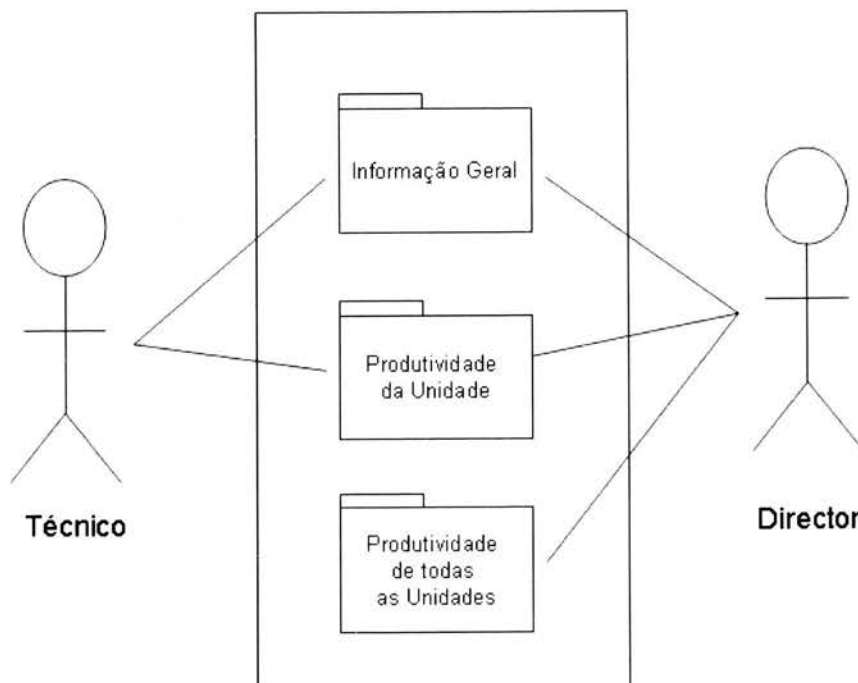 Informação Geral
Produtividade
da Unidade
Produtividade
de todas
as Unidades
Técnico
Director